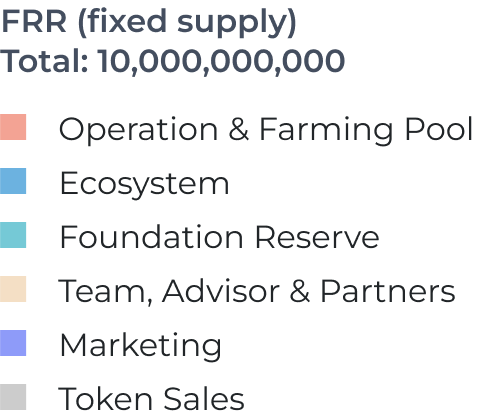 FRR (fixed supply)
Total: 10,000,000,000
Operation & Farming Pool
Ecosystem
Foundation Reserve
Team, Advisor & Partners
Marketing
Token Sales